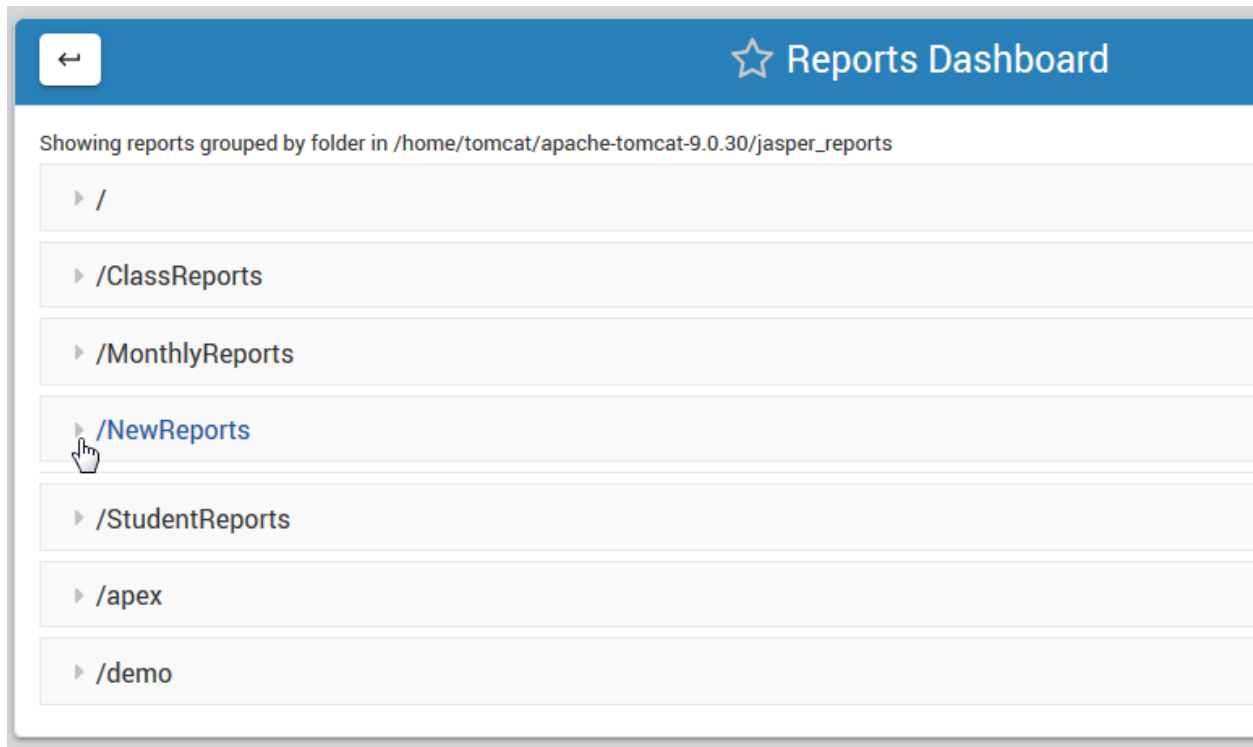 Reports Dashboard
Showing reports grouped by folder in /home/tomcat/apache-tomcat-9.0.30/jasper_reports
/
/ClassReports
/MonthlyReports
/NewReports
/StudentReports
/apex
/demo